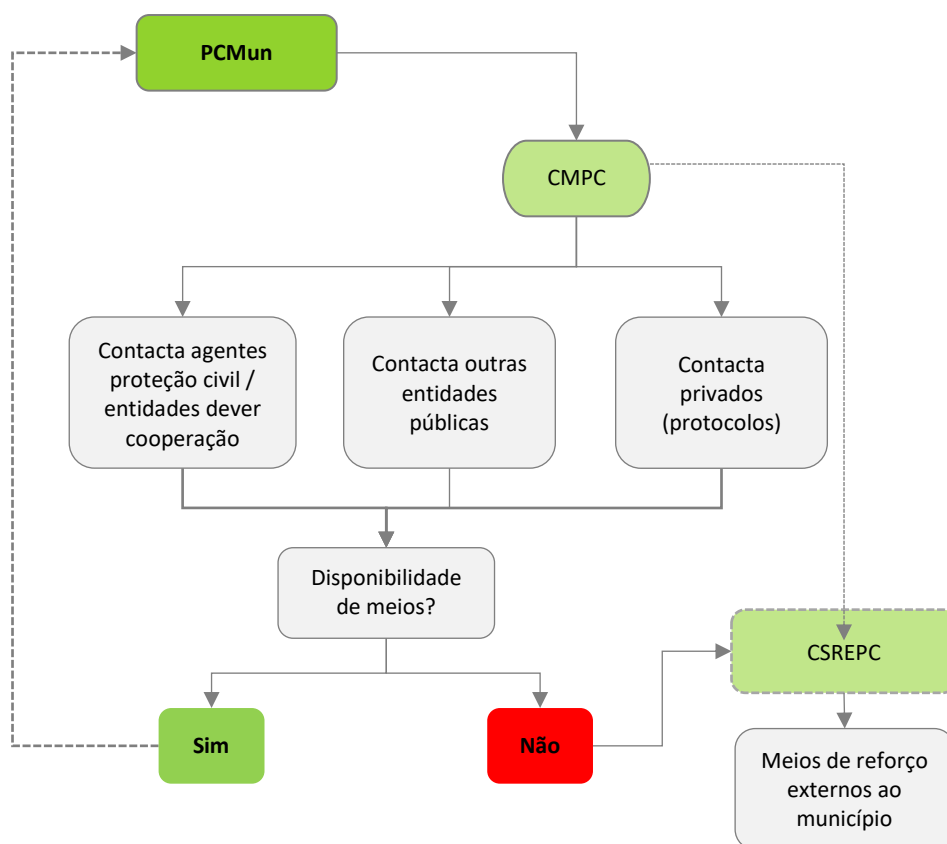 PCMun
CMPC
Contacta agentes
proteção civil /
entidades dever
cooperação
Contacta outras
entidades
públicas
Contacta
privados
(protocolos)
Disponibilidade
de meios?
CSREPC
Sim
Não
Meios de reforço
externos ao
município